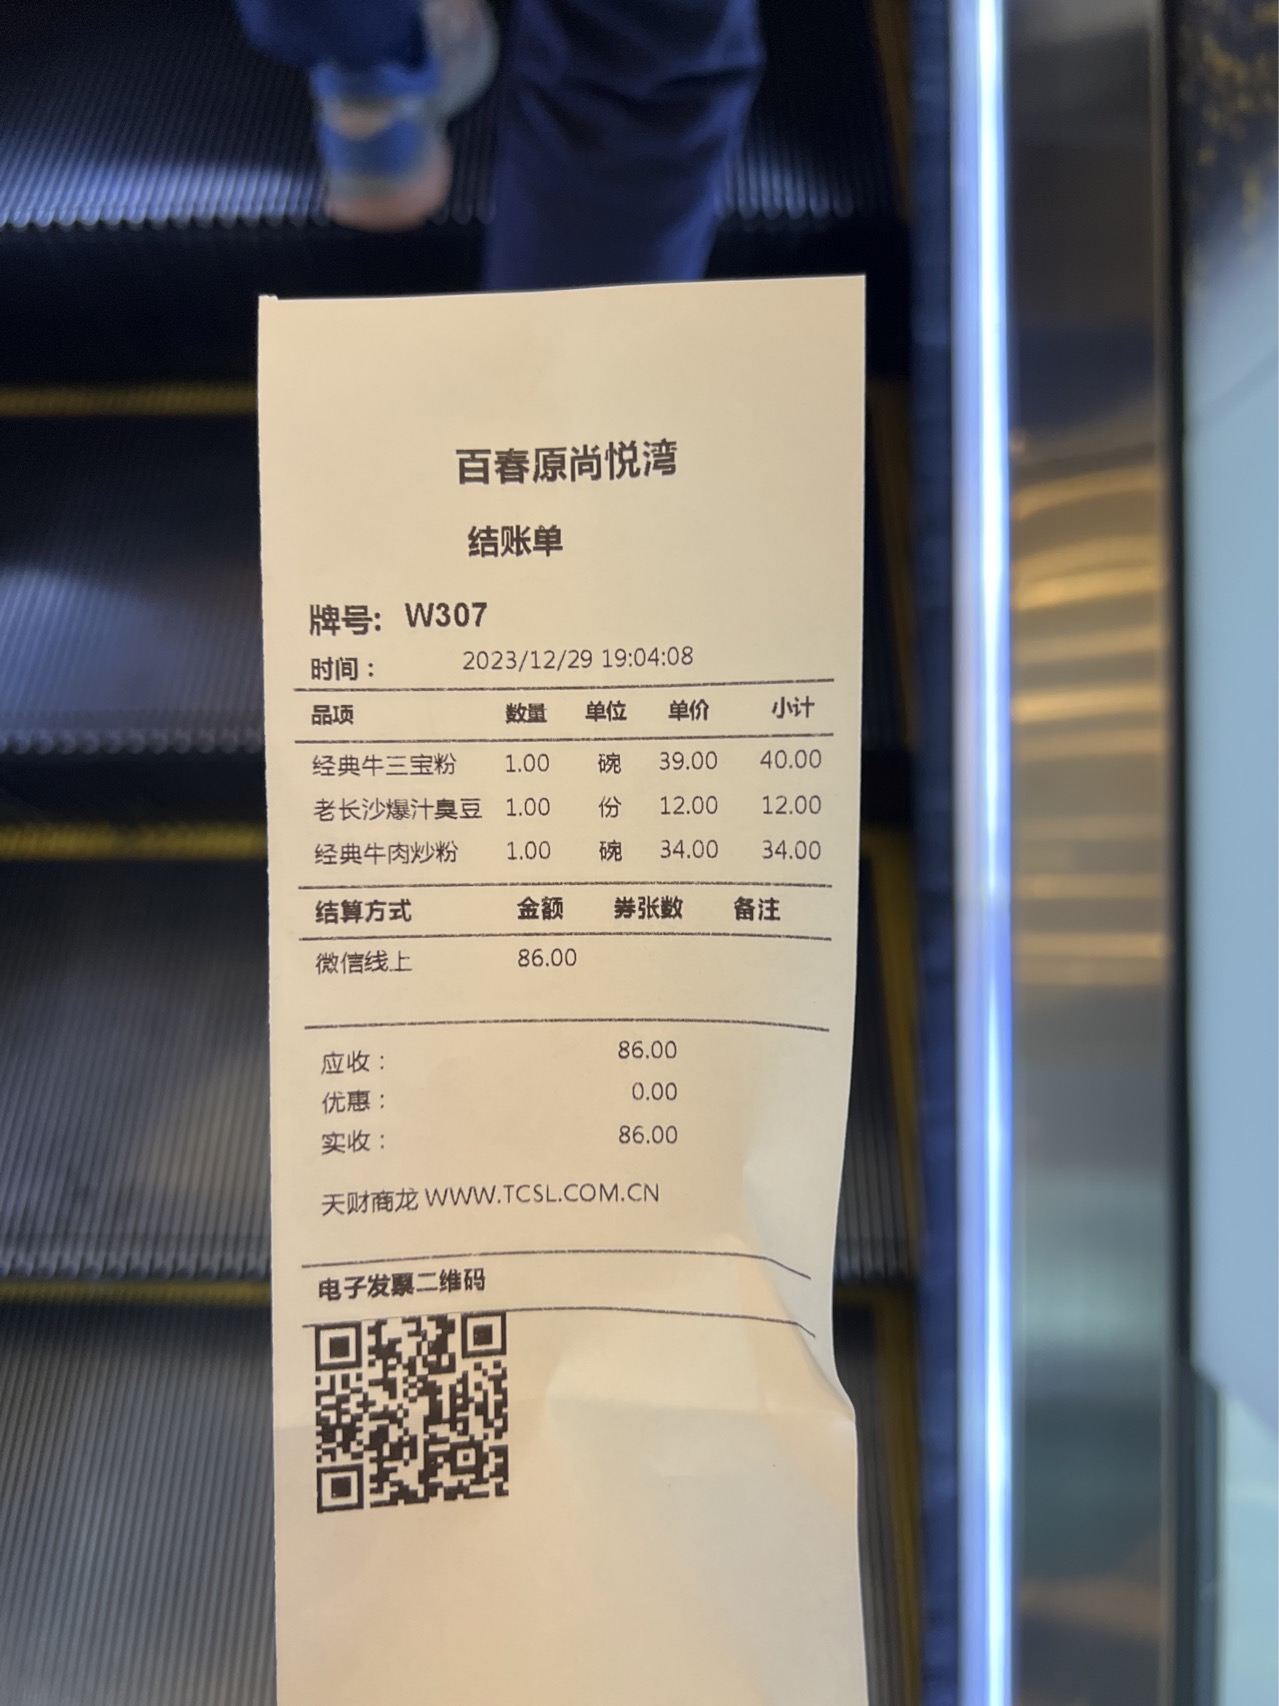 百春原尚悦湾
结账单
牌号: W307
时间： 2023/12/29 19:04:08
品项 数量 单位 单价 小计
经典牛三宝粉 1.00 碗 39.00 40.00
老长沙爆汁臭豆 1.00 份 12.00 12.00
经典牛肉炒粉 1.00 碗 34.00 34.00
结算方式 金额 券张数 备注
微信线上 86.00
应收： 86.00
优惠： 0.00
实收： 86.00
天财商龙 WWW.TCSL.COM.CN
电子发票二维码